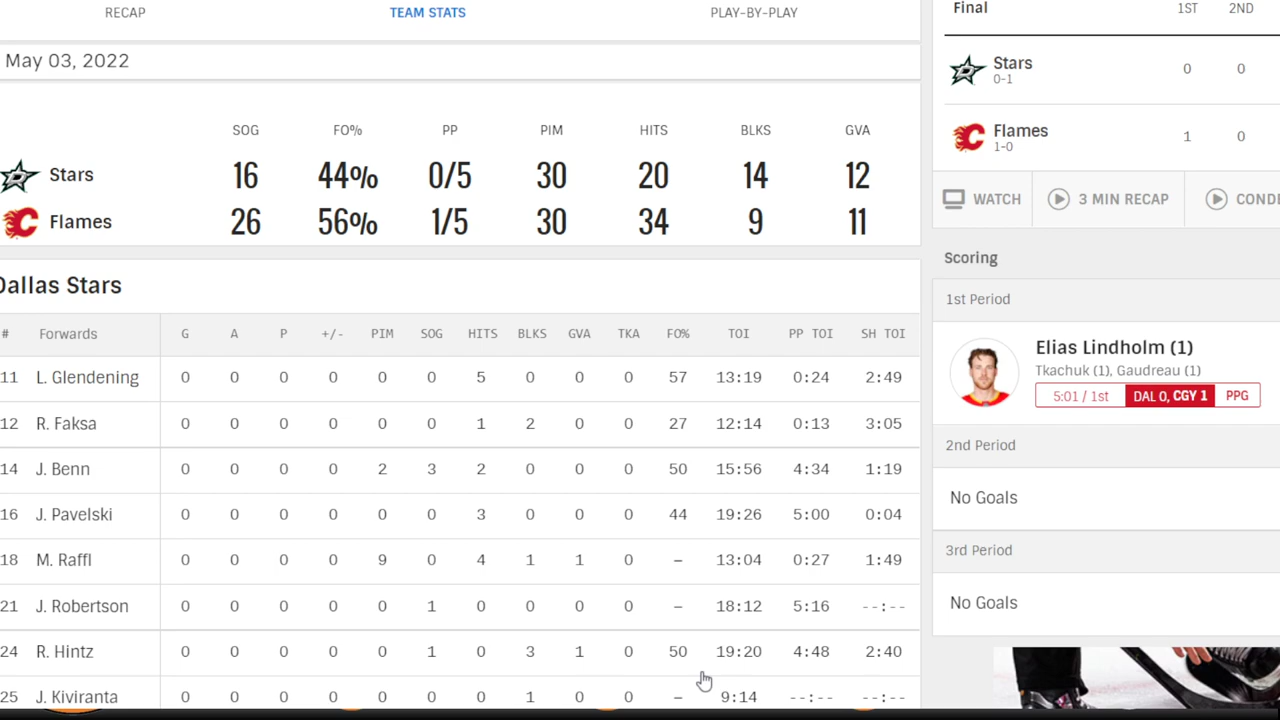 RECAP TEAM STATS PLAY-BY-PLAY
May 03, 2022
SOG FO% PP PIM HITS BLKS GVA
Stars 16 44% 0/5 30 20 14 12
Flames 26 56% 1/5 30 34 9 11
Dallas Stars
# Forwards G A P +/- PIM SOG HITS BLKS GVA TKA FO% TOI PP TOI SH TOI
11 L. Glendening 0 0 0 0 0 0 5 0 0 0 57 13:19 0:24 2:49
12 R. Faksa 0 0 0 0 0 0 1 2 0 0 27 12:14 0:13 3:05
14 J. Benn 0 0 0 0 2 3 2 0 0 0 50 15:56 4:34 1:19
16 J. Pavelski 0 0 0 0 0 0 3 0 0 0 44 19:26 5:00 0:04
18 M. Raffl 0 0 0 0 9 0 4 1 1 0 – 13:04 0:27 1:49
21 J. Robertson 0 0 0 0 0 1 0 0 0 0 – 18:12 5:16 --:--
24 R. Hintz 0 0 0 0 0 1 0 3 1 0 50 19:20 4:48 2:40
25 J. Kiviranta 0 0 0 0 0 0 0 1 0 0 – 9:14 --:-- --:--
Final 1ST 2ND
Stars 0 0
0-1
Flames 1 0
1-0
WATCH 3 MIN RECAP CONDE
Scoring
1st Period
Elias Lindholm (1)
Tkachuk (1), Gaudreau (1)
5:01 / 1st DAL 0, CGY 1 PPG
2nd Period
No Goals
3rd Period
No Goals